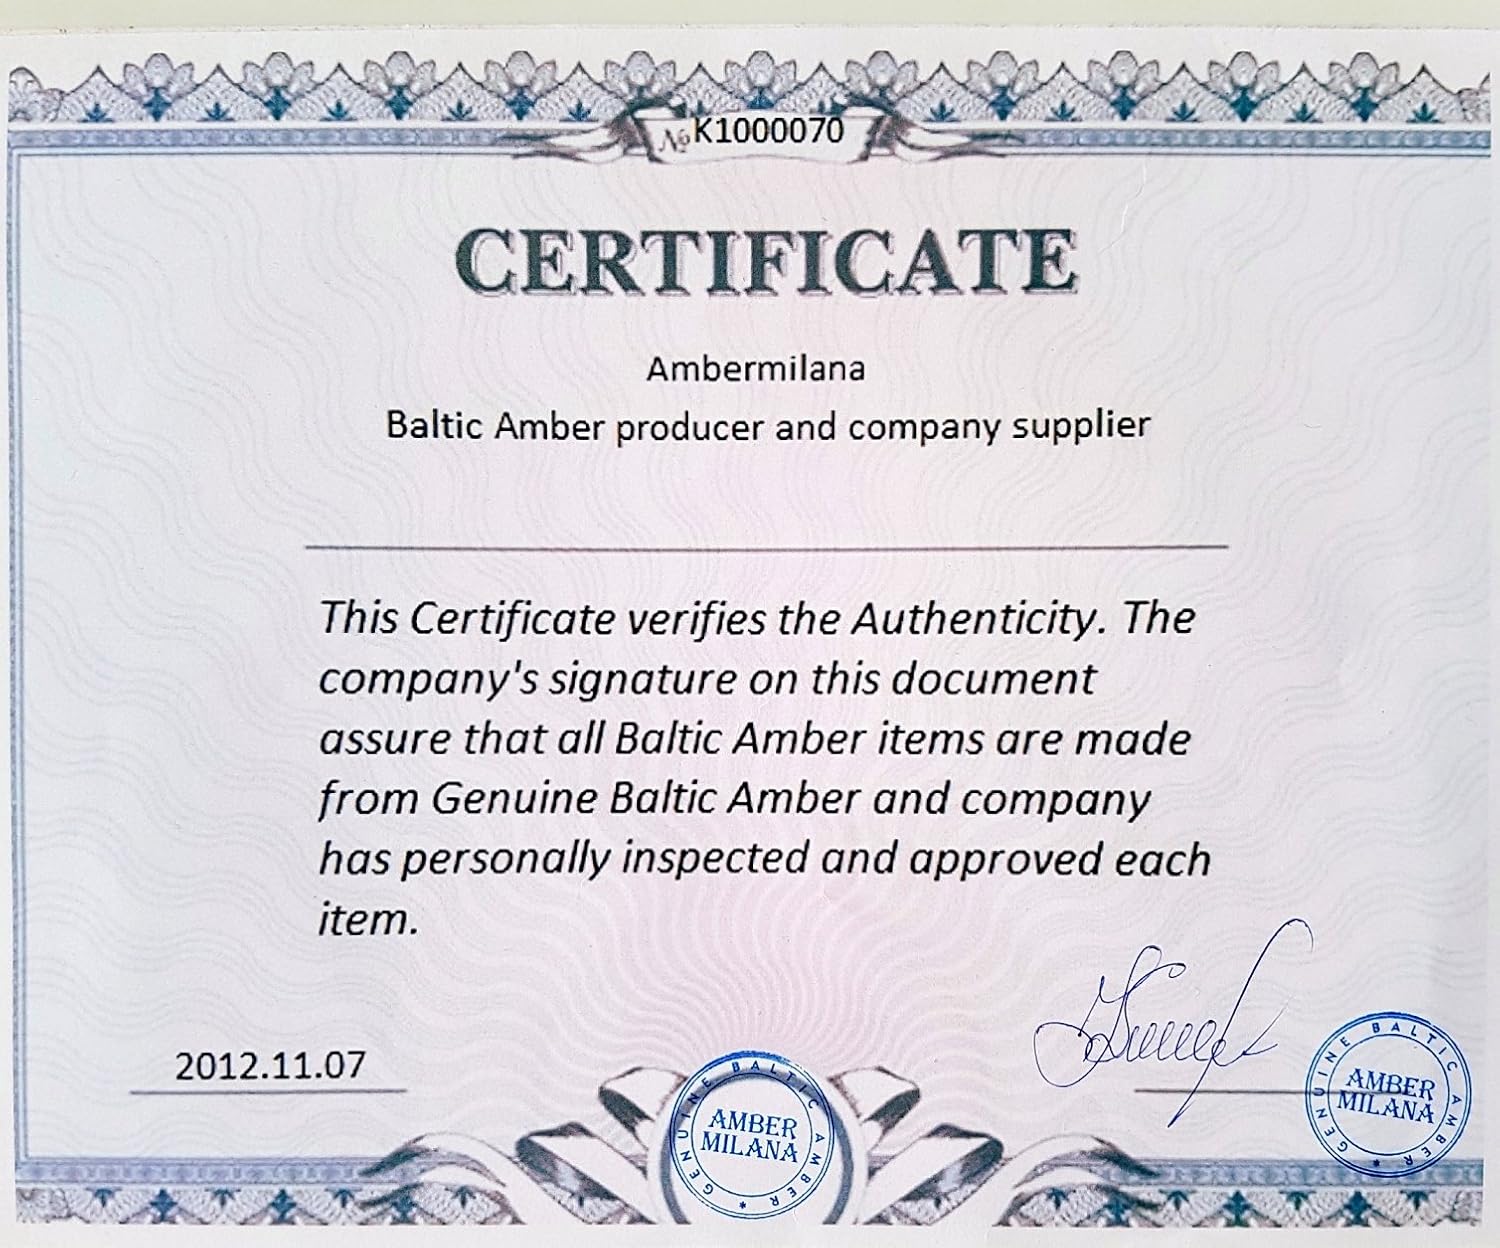 №K1000070
CERTIFICATE
Ambermilana
Baltic Amber producer and company supplier
This Certificate verifies the Authenticity. The
company's signature on this document
assure that all Baltic Amber items are made
from Genuine Baltic Amber and company
has personally inspected and approved each
item.
2012.11.07
GENUINE BALTIC AMBER *
AMBER
MILANA
GENUINE BALTIC AMBER *
AMBER
MILANA